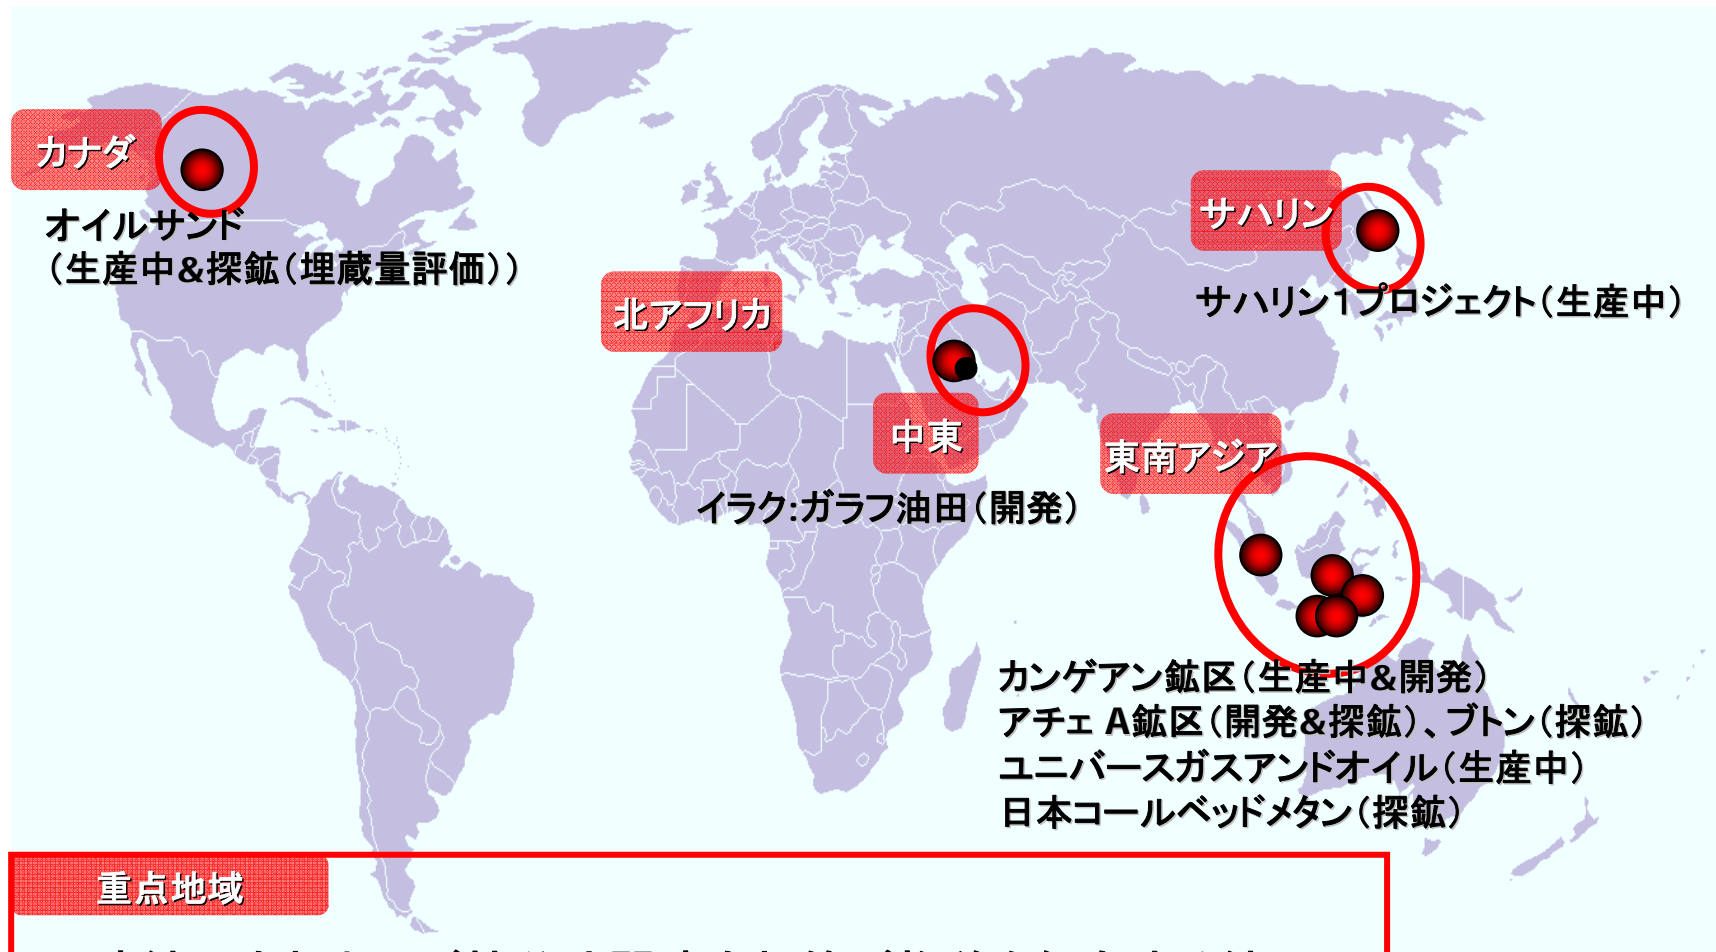 カナダ
オイルサンド
（生産中&探鉱（埋蔵量評価））
サハリン
サハリン１プロジェクト（生産中）
北アフリカ
中東
イラク:ガラフ油田（開発）
東南アジア
カンゲアン鉱区（生産中&開発）
アチェ A鉱区（開発&探鉱）、ブトン（探鉱）
ユニバースガスアンドオイル（生産中）
日本コールベッドメタン（探鉱）
重点地域